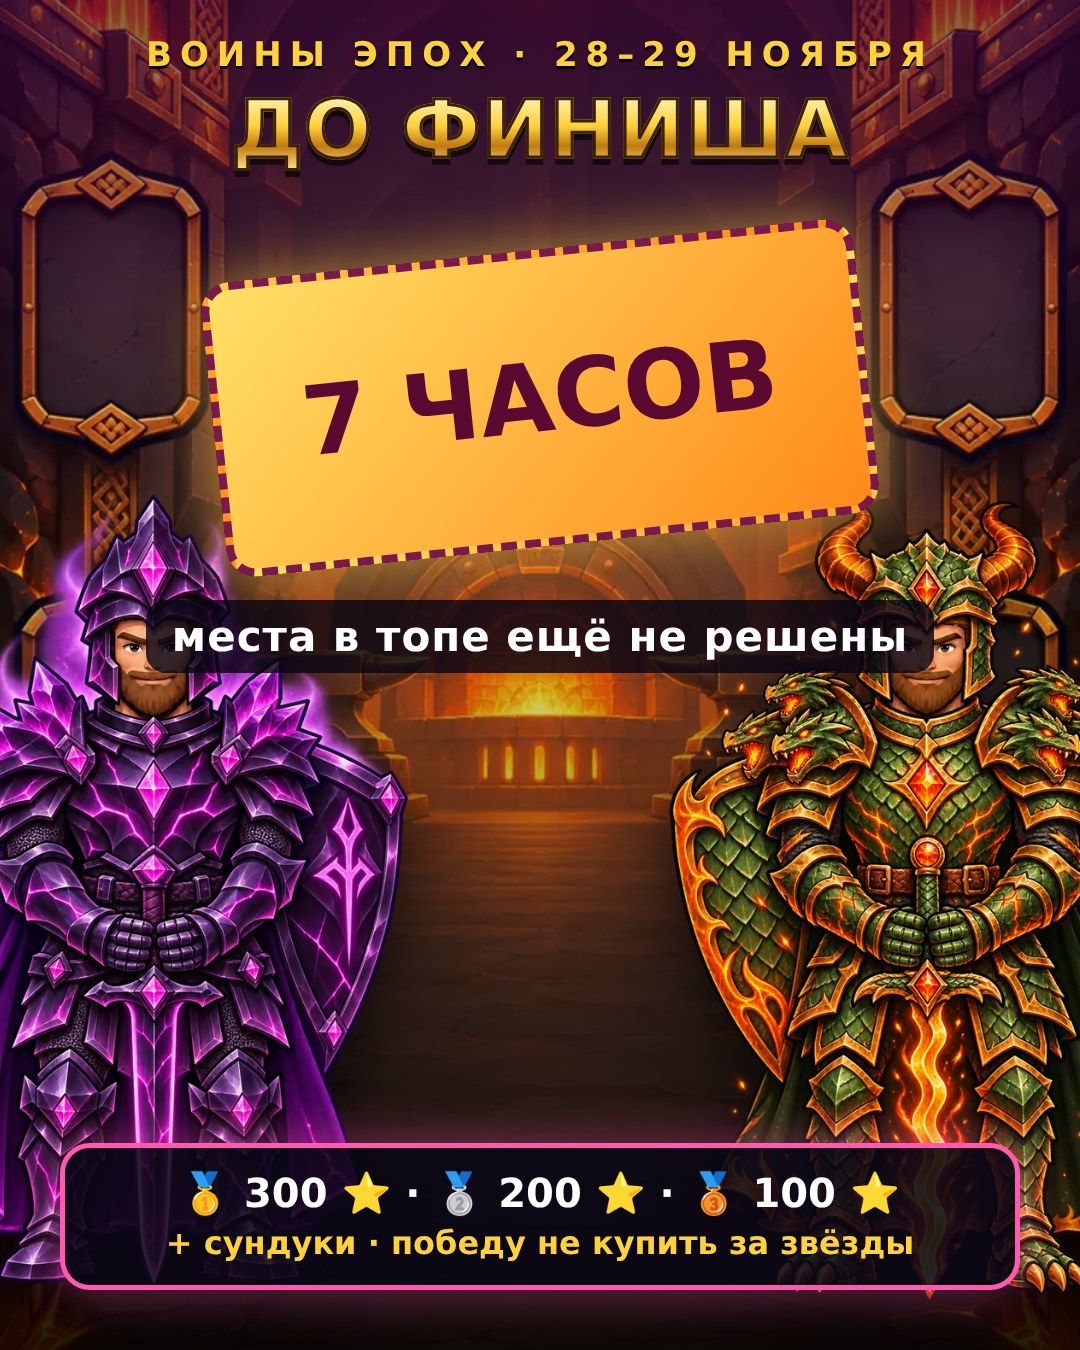 ВОИНЫ ЭПОХ · 28–29 НОЯБРЯ
ДО ФИНИША
7 ЧАСОВ
места в топе ещё не решены
🥇 300 ⭐ · 🥈 200 ⭐ · 🥉 100 ⭐
+ сундуки · победу не купить за звёзды